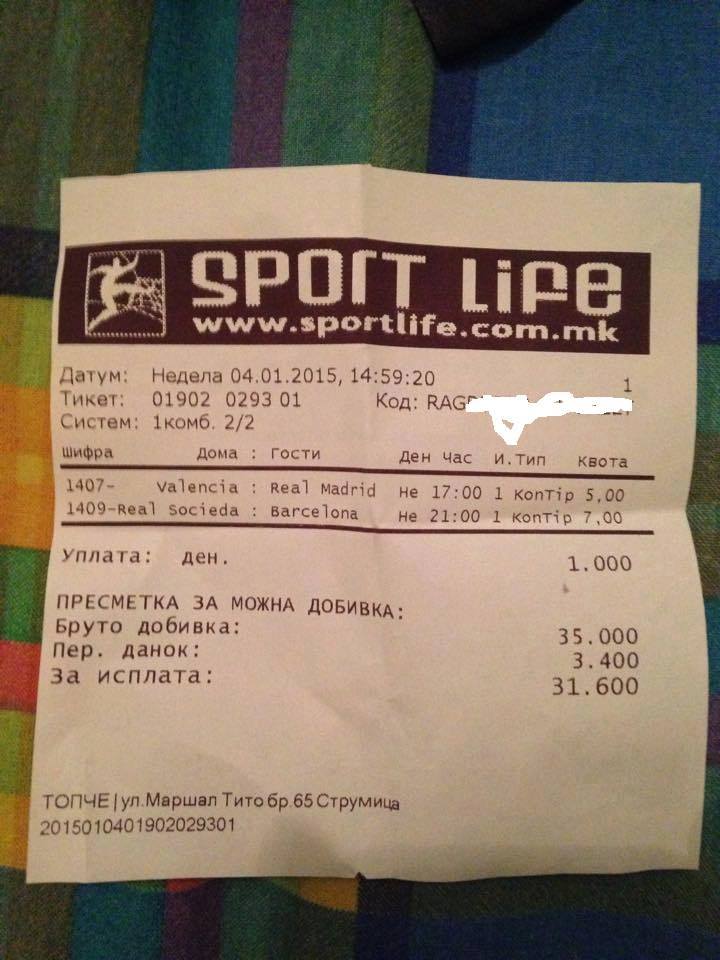 SPORT LiFe
www.sportlife.com.mk
Датум: Недела 04.01.2015, 14:59:20 1
Тикет: 01902 0293 01 Код: RAG
Систем: 1комб. 2/2
шифра Дома : Гости Ден Час И.Тип квота
1407- Valencia : Real Madrid Не 17:00 1 КопТip 5,00
1409-Real Socieda : Barcelona Не 21:00 1 КопТip 7,00
Уплата: ден. 1.000
ПРЕСМЕТКА ЗА МОЖНА ДОБИВКА:
Бруто добивка: 35.000
Пер. данок: 3.400
За исплата: 31.600
ТОПЧЕ|ул.Маршал Тито бр.65 Струмица
2015010401902029301